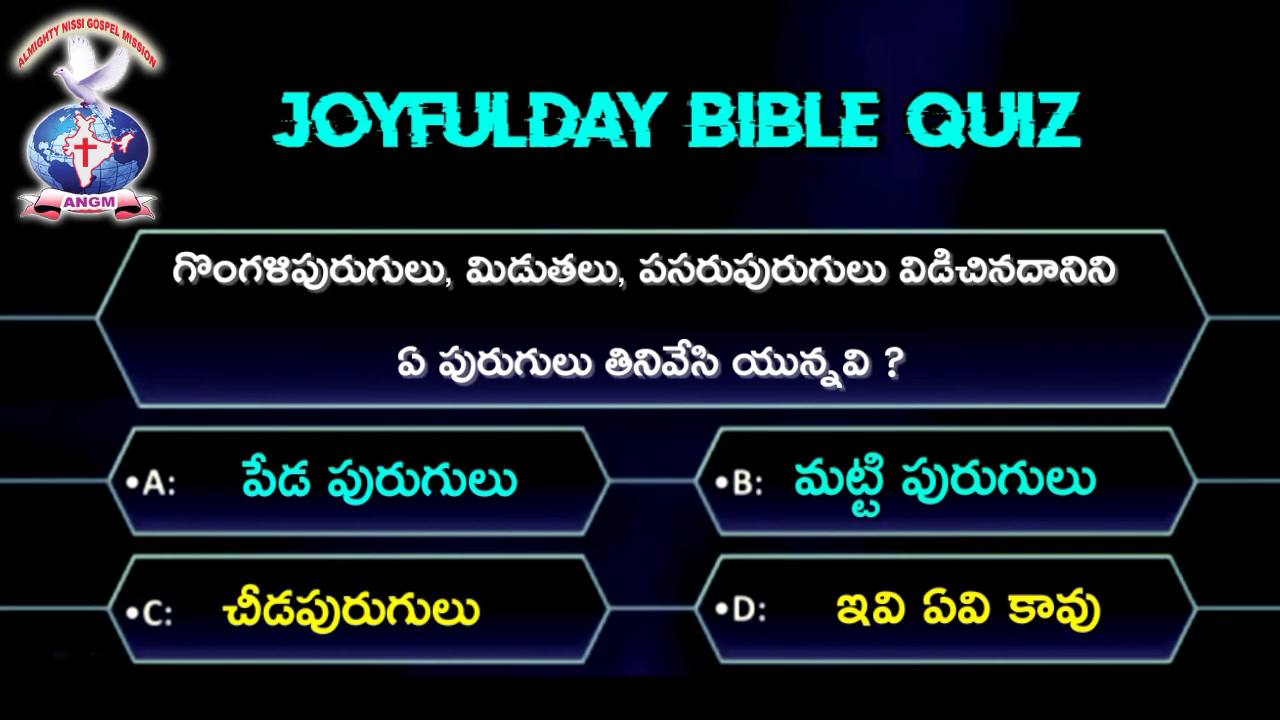 ALMIGHTY NISSI GOSPEL MISSION
ANGM
JOYFULDAY BIBLE QUIZ
గొంగళిపురుగులు, మిడుతలు, పసరుపురుగులు విడిచినదానిని
ఏ పురుగులు తినివేసి యున్నవి ?
•A: పేడ పురుగులు
•B: మట్టి పురుగులు
•C: చీడపురుగులు
•D: ఇవి ఏవి కావు